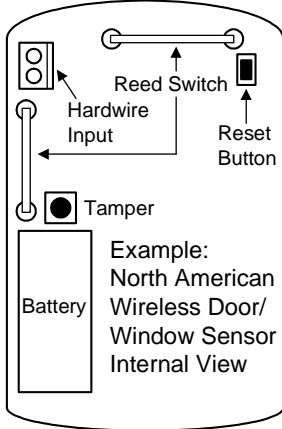 Reed Switch
Hardwire
Input
Reset
Button
Tamper
Battery
Example:
North American
Wireless Door/
Window Sensor
Internal View